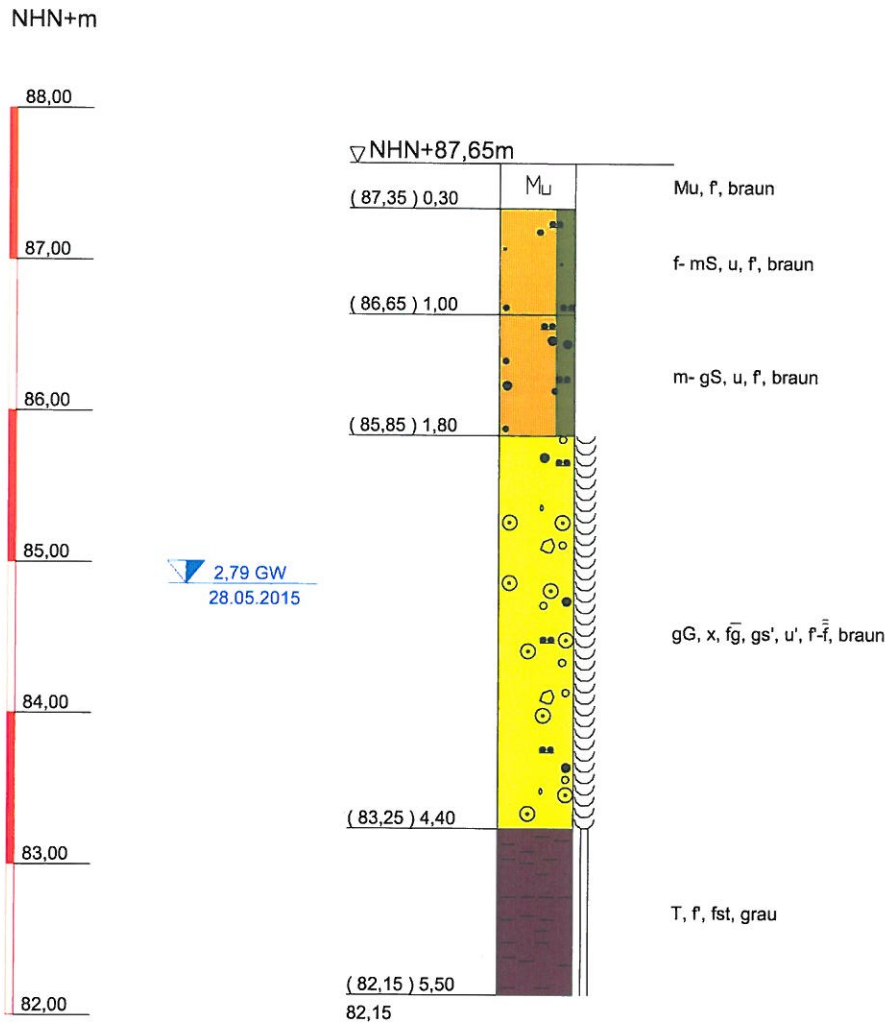 NHN+m
88,00
NHN+87,65m
Mu
Mu, f', braun
(87,35) 0,30
87,00
f- mS, u, f', braun
(86,65) 1,00
m- gS, u, f', braun
86,00
(85,85) 1,80
85,00
2,79 GW
28.05.2015
gG, x, fg̅, gs', u', f'-f̿, braun
84,00
(83,25) 4,40
83,00
T, f', fst, grau
(82,15) 5,50
82,00
82,15